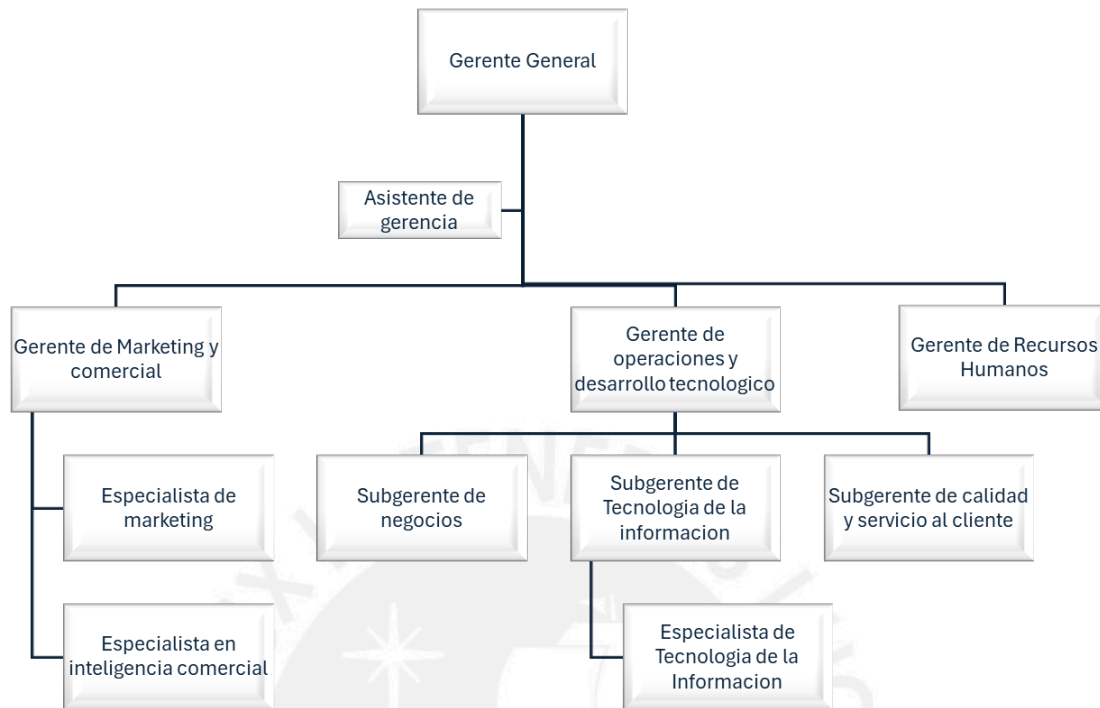 Gerente General
Asistente de
gerencia
Gerente de Marketing y
comercial
Gerente de
operaciones y
desarrollo tecnologico
Gerente de Recursos
Humanos
Especialista de
marketing
Subgerente de
negocios
Subgerente de
Tecnologia de la
informacion
Subgerente de calidad
y servicio al cliente
Especialista en
inteligencia comercial
Especialista de
Tecnologia de la
Informacion